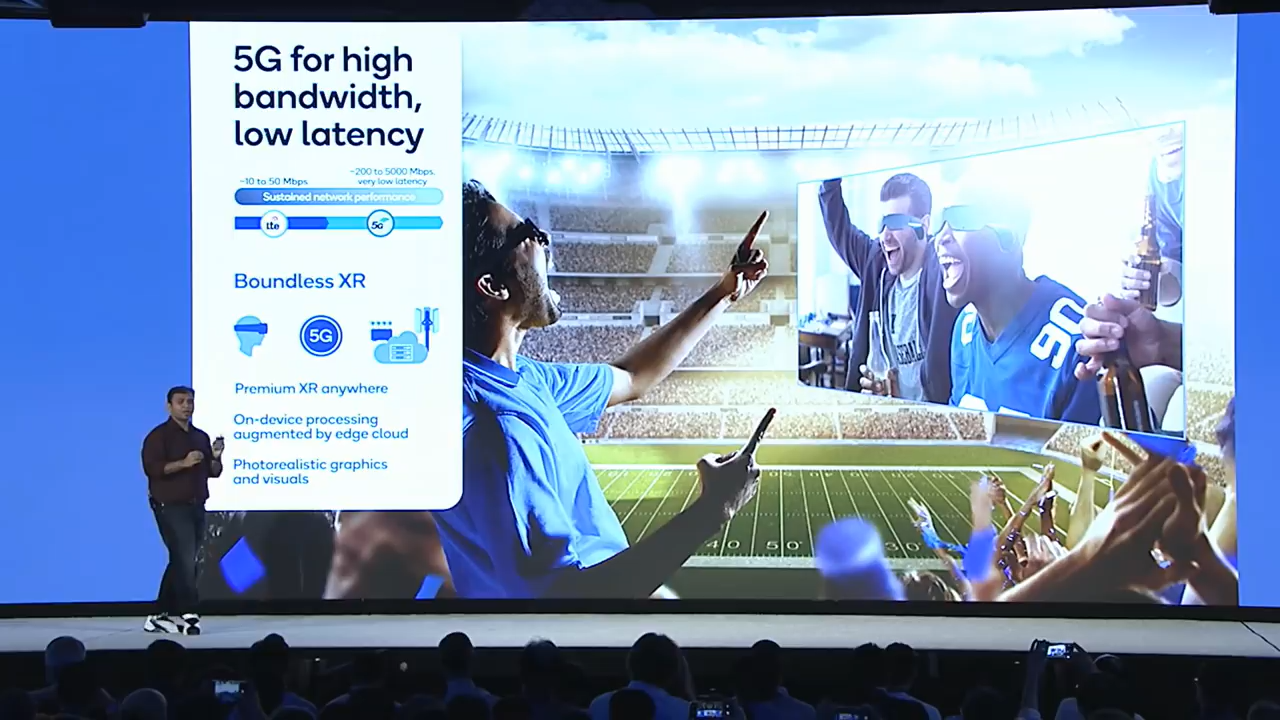 5G for high
bandwidth,
low latency
~10 to 50 Mbps
~200 to 5000 Mbps,
very low latency
Sustained network performance
lte
5G
Boundless XR
5G
Premium XR anywhere
On-device processing
augmented by edge cloud
Photorealistic graphics
and visuals
90
40
50
30